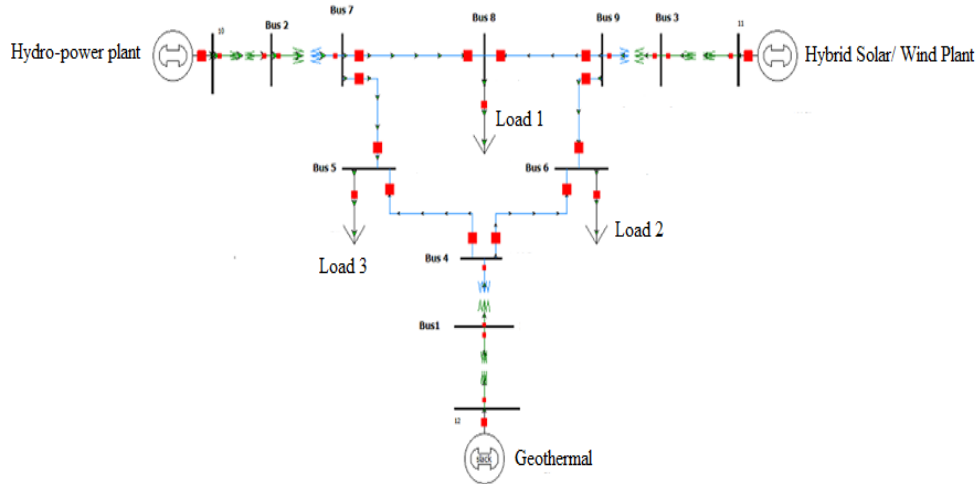 Bus 7
Bus 8
Bus 9
Bus 3
11
10
Bus 2
Hydro-power plant
Hybrid Solar/ Wind Plant
Load 1
Bus 5
Bus 6
Load 2
Load 3
Bus 4
Bus1
12
slack
Geothermal